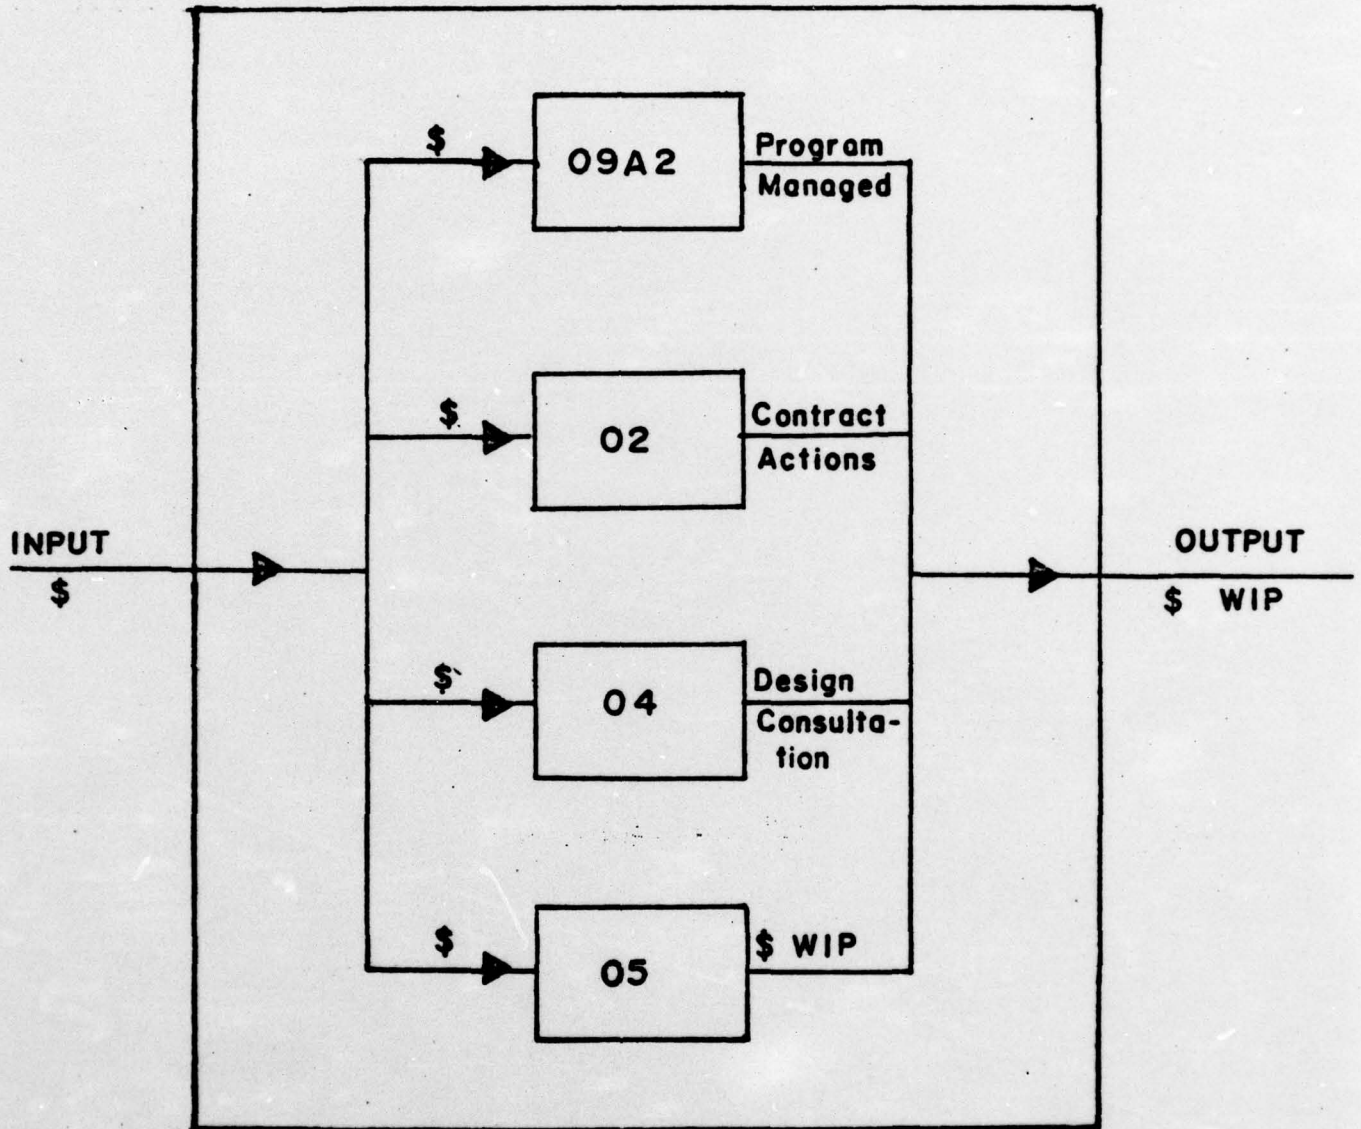 $
09A2
Program
Managed
$
02
Contract
Actions
INPUT
$
OUTPUT
$ WIP
$
04
Design
Consulta-
tion
$
05
$ WIP